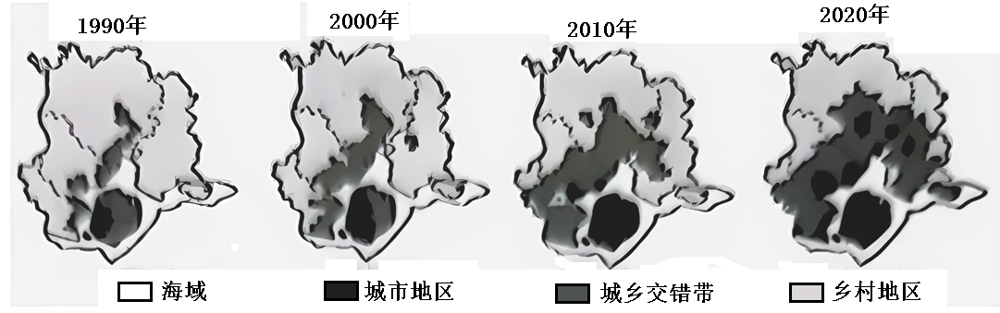 1990年
2000年
2010年
2020年
海域
城市地区
城乡交错带
乡村地区